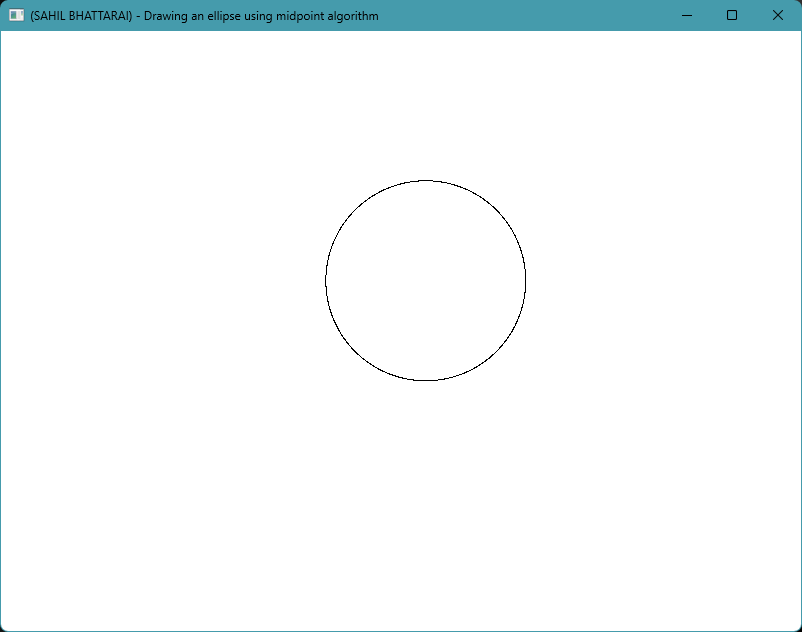 (SAHIL BHATTARAI) - Drawing an ellipse using midpoint algorithm